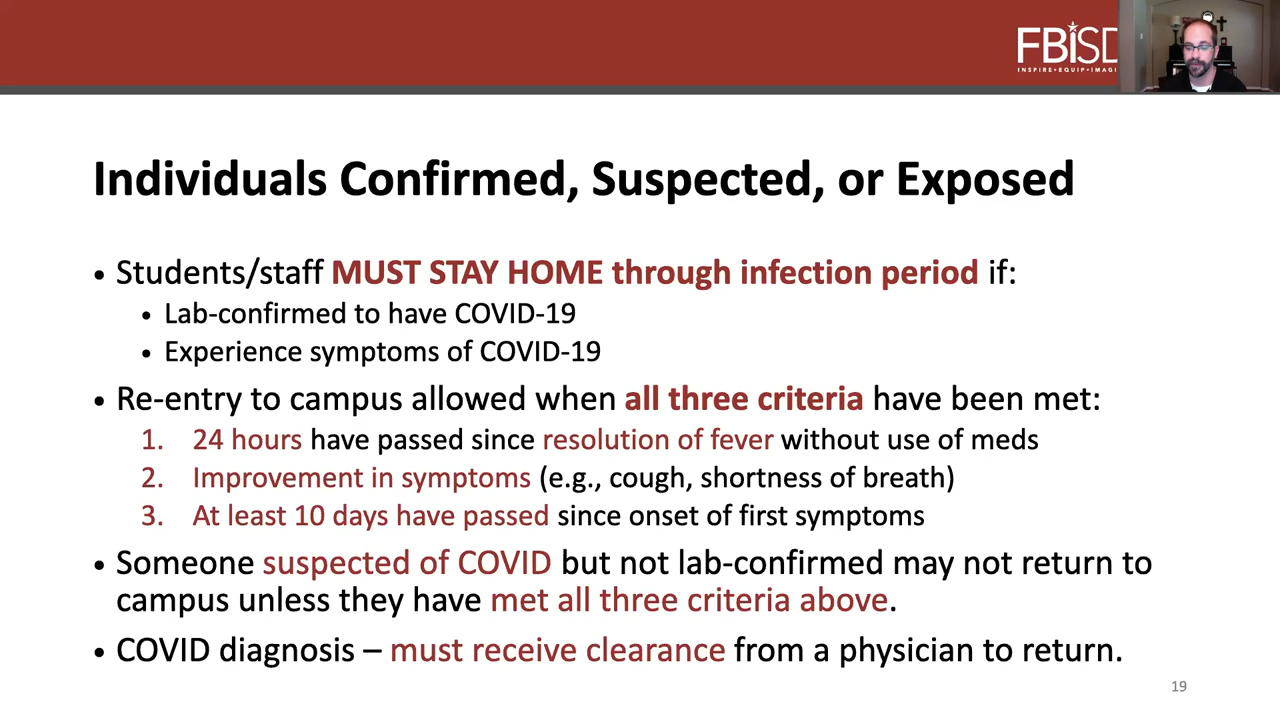 FBISD
INSPIRE•EQUIP•IMAGI
Individuals Confirmed, Suspected, or Exposed
• Students/staff MUST STAY HOME through infection period if:
• Lab-confirmed to have COVID-19
• Experience symptoms of COVID-19
• Re-entry to campus allowed when all three criteria have been met:
1. 24 hours have passed since resolution of fever without use of meds
2. Improvement in symptoms (e.g., cough, shortness of breath)
3. At least 10 days have passed since onset of first symptoms
• Someone suspected of COVID but not lab-confirmed may not return to
campus unless they have met all three criteria above.
• COVID diagnosis – must receive clearance from a physician to return.
19